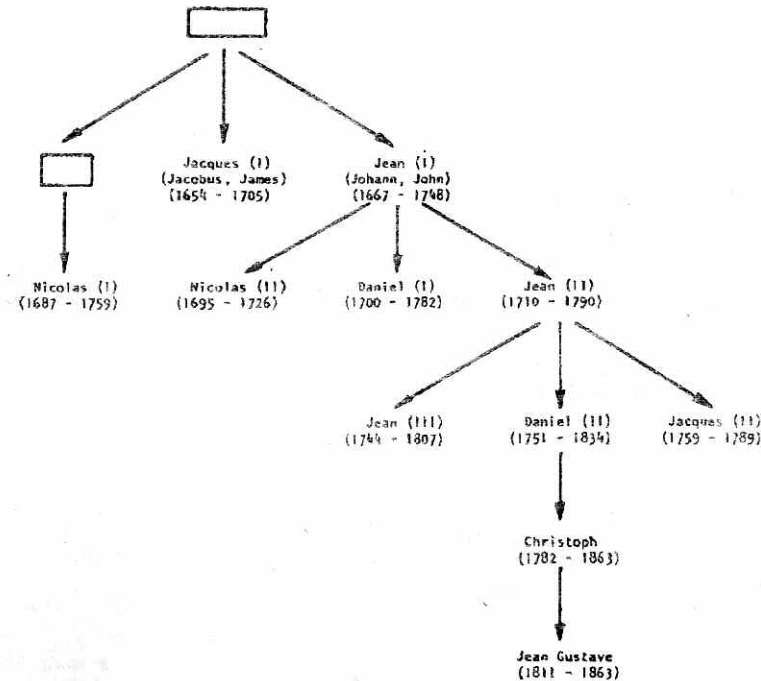 Jacques (I)
(Jacobus, James)
(1654 - 1705)
Jean (I)
(Johann, John)
(1667 - 1748)
Nicolas (I)
(1687 - 1759)
Nicolas (II)
(1695 - 1726)
Daniel (I)
(1700 - 1782)
Jean (II)
(1710 - 1790)
Jean (III)
(1744 - 1807)
Daniel (II)
(1751 - 1834)
Jacques (II)
(1759 - 1789)
Christoph
(1782 - 1863)
Jean Gustave
(1811 - 1863)